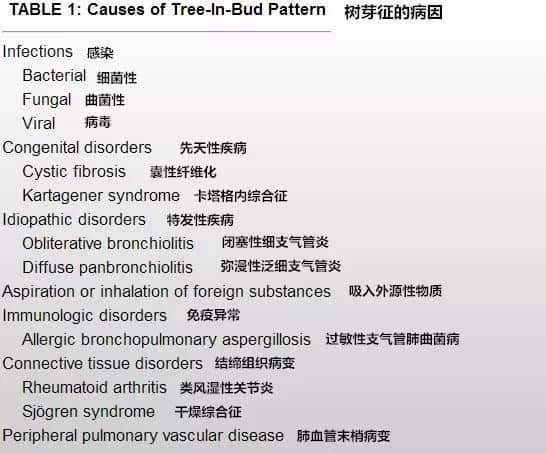 TABLE 1: Causes of Tree-In-Bud Pattern 树芽征的病因
Infections 感染
Bacterial 细菌性
Fungal 曲菌性
Viral 病毒
Congenital disorders 先天性疾病
Cystic fibrosis 囊性纤维化
Kartagener syndrome 卡塔格内综合征
Idiopathic disorders 特发性疾病
Obliterative bronchiolitis 闭塞性细支气管炎
Diffuse panbronchiolitis 弥漫性泛细支气管炎
Aspiration or inhalation of foreign substances 吸入外源性物质
Immunologic disorders 免疫异常
Allergic bronchopulmonary aspergillosis 过敏性支气管肺曲菌病
Connective tissue disorders 结缔组织病变
Rheumatoid arthritis 类风湿性关节炎
Sjögren syndrome 干燥综合征
Peripheral pulmonary vascular disease 肺血管末梢病变